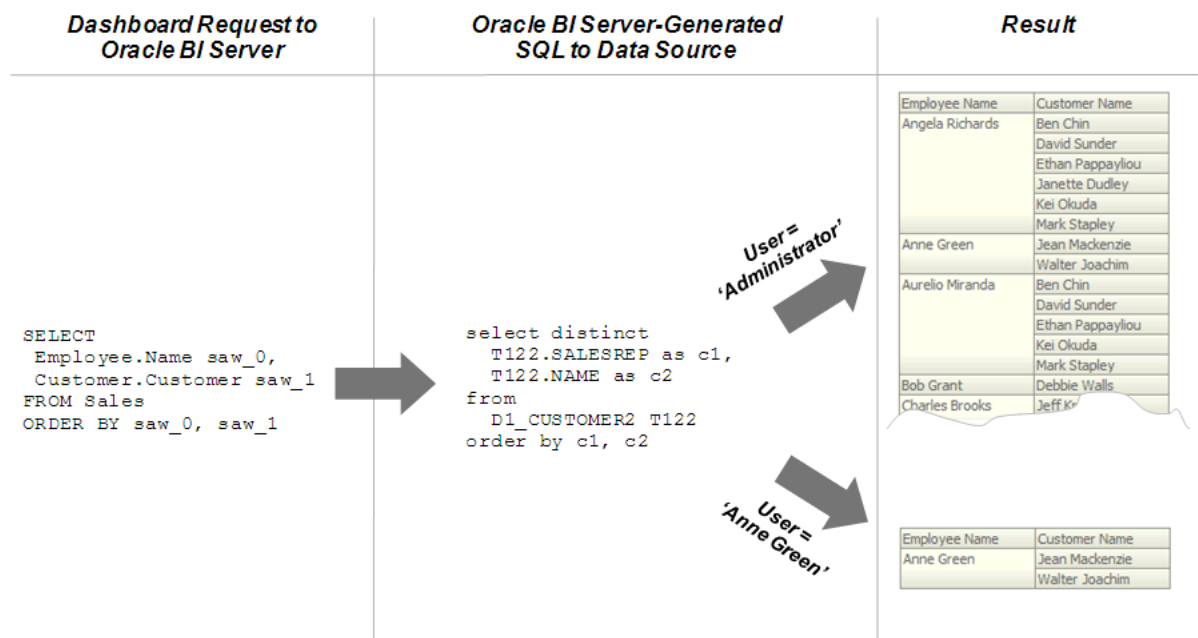 Dashboard Request to
Oracle BI Server
Oracle BI Server-Generated
SQL to Data Source
Result
SELECT
Employee.Name saw_0,
Customer.Customer saw_1
FROM Sales
ORDER BY saw_0, saw_1
select distinct
T122.SALESREP as c1,
T122.NAME as c2
from
D1_CUSTOMER2 T122
order by c1, c2
User =
'Administrator'
User =
'Anne Green'
Employee Name Customer Name
Angela Richards Ben Chin
David Sunder
Ethan Pappayliou
Janette Dudley
Kei Okuda
Mark Stapley
Anne Green Jean Mackenzie
Walter Joachim
Aurelio Miranda Ben Chin
David Sunder
Ethan Pappayliou
Kei Okuda
Mark Stapley
Bob Grant Debbie Walls
Charles Brooks Jeff
Employee Name Customer Name
Anne Green Jean Mackenzie
Walter Joachim